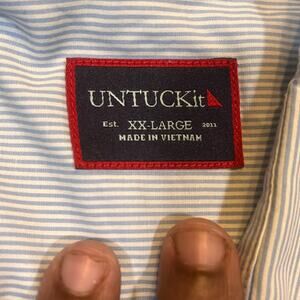 UNTUCKit
Est. XX-LARGE 2011
MADE IN VIETNAM